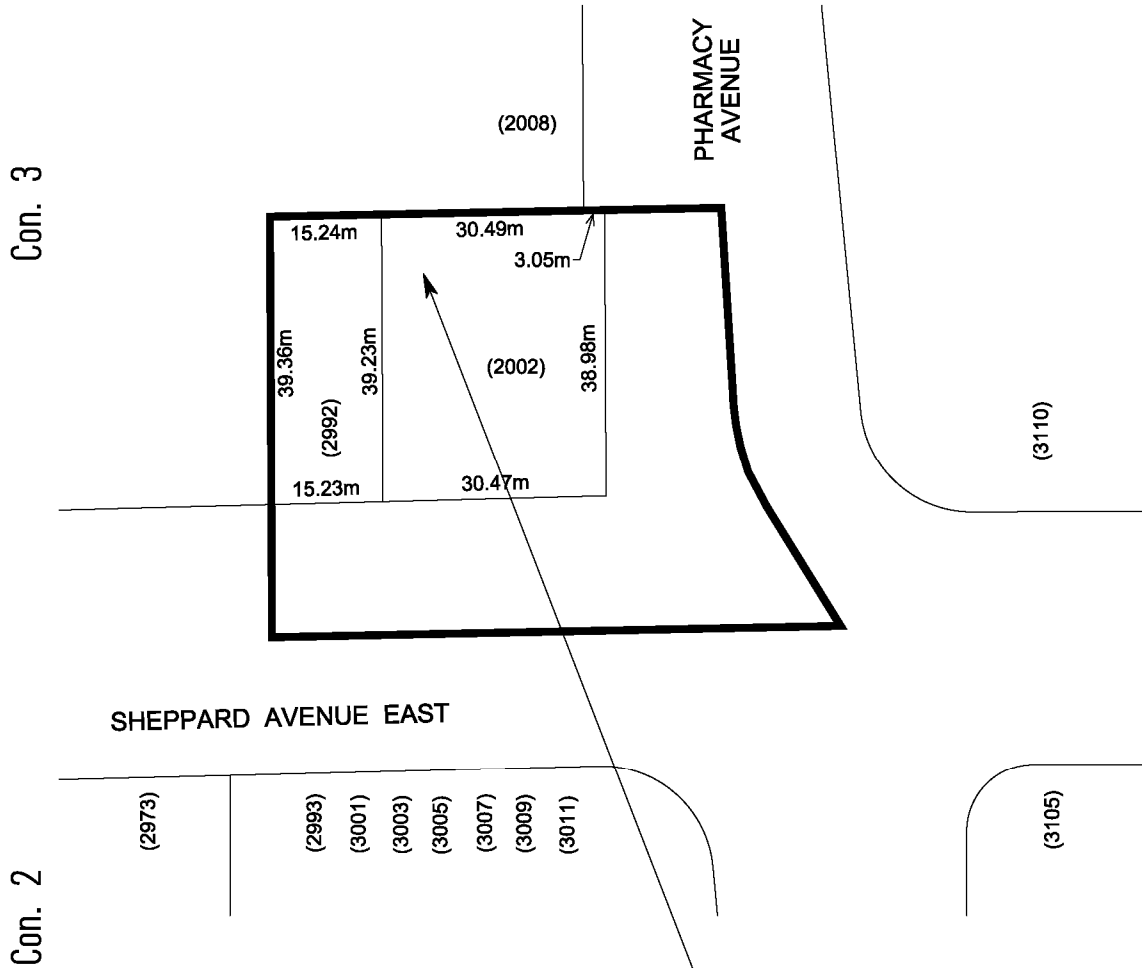 Con. 3
PHARMACY
AVENUE
(2008)
15.24m
30.49m
3.05m
39.36m
39.23m
(2002)
38.98m
(2992)
(3110)
15.23m
30.47m
SHEPPARD AVENUE EAST
(2973)
(2993)
(3001)
(3003)
(3005)
(3007)
(3009)
(3011)
(3105)
Con. 2